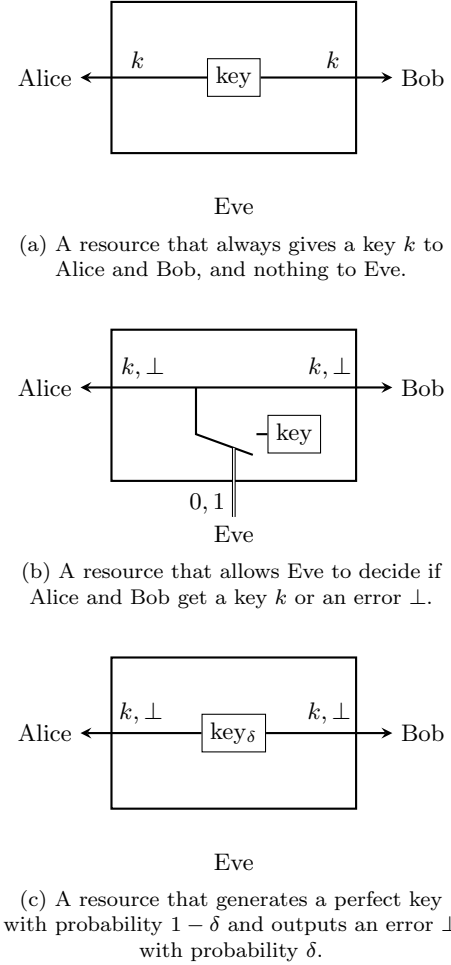 k k
Alice key Bob
Eve
(a) A resource that always gives a key k to
Alice and Bob, and nothing to Eve.
k, ⊥ k, ⊥
Alice Bob
key
0, 1
Eve
(b) A resource that allows Eve to decide if
Alice and Bob get a key k or an error ⊥.
k, ⊥ k, ⊥
Alice keyδ Bob
Eve
(c) A resource that generates a perfect key
with probability 1 − δ and outputs an error ⊥
with probability δ.